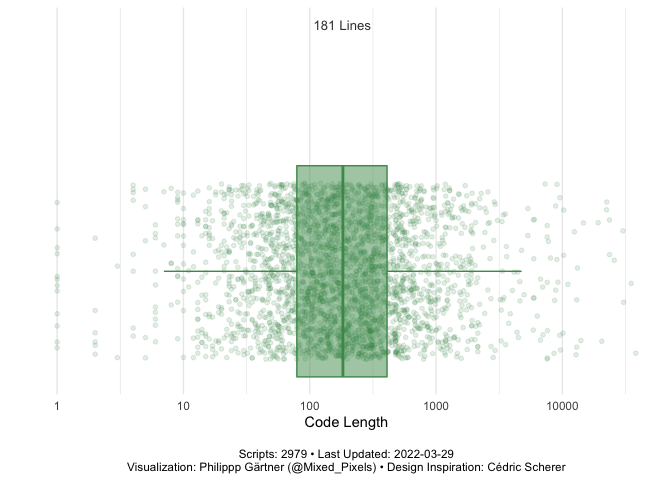 181 Lines
1 10 100 1000 10000
Code Length
Scripts: 2979 • Last Updated: 2022-03-29
Visualization: Philippp Gärtner (@Mixed_Pixels) • Design Inspiration: Cédric Scherer